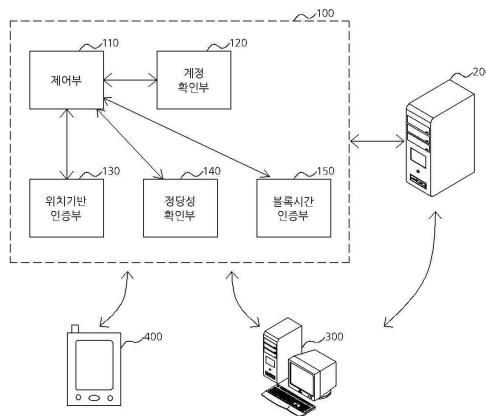 100
110
120
제어부
계정
확인부
200
130
140
150
위치기반
인증부
정당성
확인부
블록시간
인증부
400
300